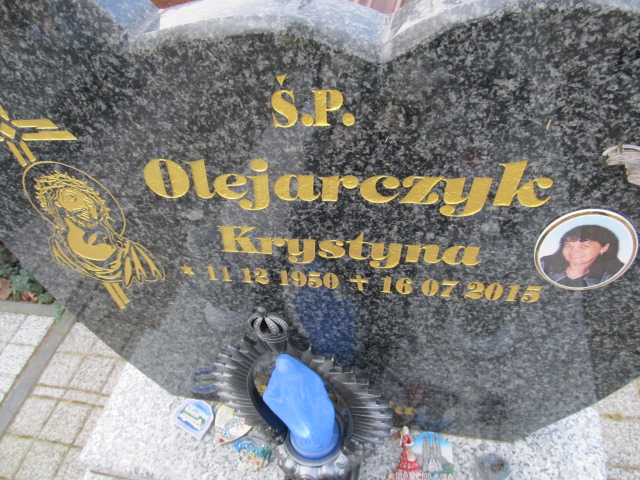 Ś.P.
Olejarczyk
Krystyna
* 11 12 1950 + 16 07 2015